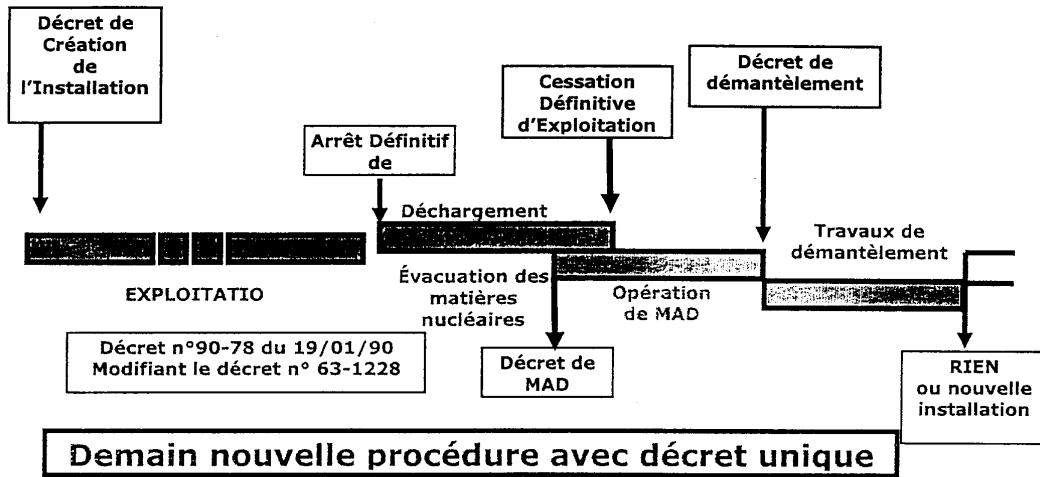 Décret de
Création
de
l'Installation
Arrêt Définitif
de
Cessation
Définitive
d'Exploitation
Décret de
démantèlement
Déchargement
Travaux de
démantèlement
EXPLOITATIO
Évacuation des
matières
nucléaires
Opération
de MAD
Décret n°90-78 du 19/01/90
Modifiant le décret n° 63-1228
Décret de
MAD
RIEN
ou nouvelle
installation
Demain nouvelle procédure avec décret unique